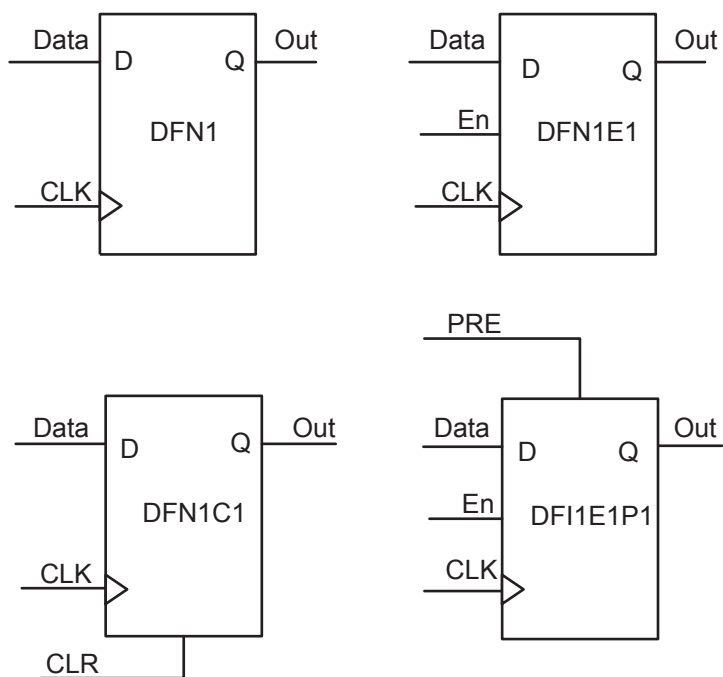 Data
D
Q
Out
DFN1
CLK
Data
D
Q
Out
En
DFN1E1
CLK
Data
D
Q
Out
DFN1C1
CLK
CLR
PRE
Data
D
Q
Out
En
DFI1E1P1
CLK